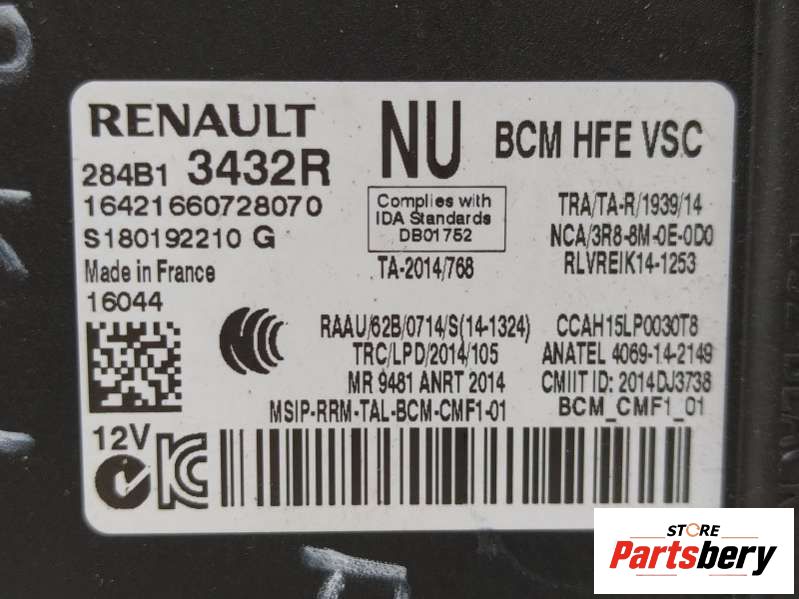 RENAULT
284B1 3432R
16421660728070
S180192210 G
Made in France
16044
12V
NU
BCM HFE VSC
Complies with
IDA Standards
DB01752
TA-2014/768
TRA/TA-R/1939/14
NCA/3R8-8M-0E-0D0
RLVREIK14-1253
RAAU/62B/0714/S(14-1324)
TRC/LPD/2014/105
MR 9481 ANRT 2014
MSIP-RRM-TAL-BCM-CMF1-01
CCAH15LP0030T8
ANATEL 4069-14-2149
CMIIT ID: 2014DJ3738
BCM_CMF1_01
STORE
Partsbery